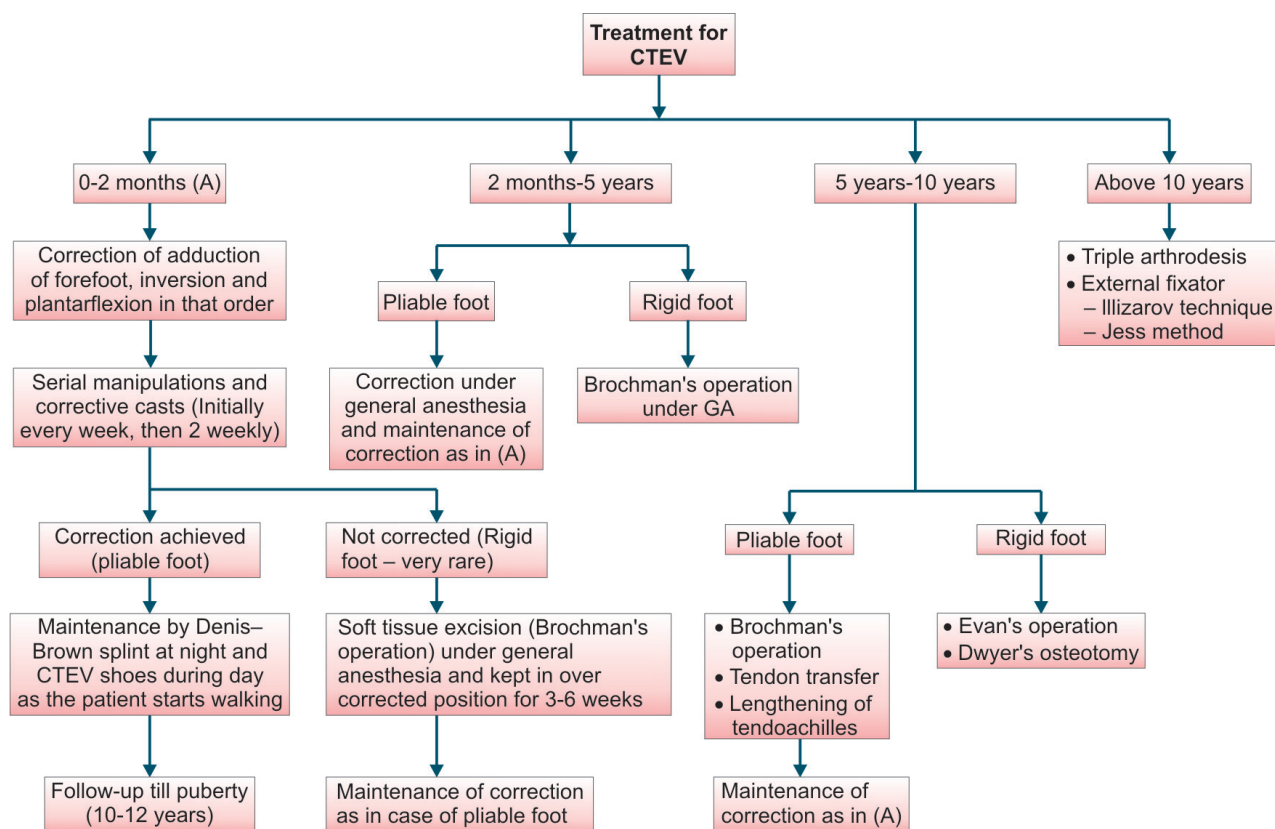 Treatment for
CTEV
0-2 months (A)
2 months-5 years
5 years-10 years
Above 10 years
Correction of adduction
of forefoot, inversion and
plantarflexion in that order
Pliable foot
Rigid foot
• Triple arthrodesis
• External fixator
– Illizarov technique
– Jess method
Serial manipulations and
corrective casts (Initially
every week, then 2 weekly)
Correction under
general anesthesia
and maintenance of
correction as in (A)
Brochman's operation
under GA
Correction achieved
(pliable foot)
Not corrected (Rigid
foot – very rare)
Pliable foot
Rigid foot
Maintenance by Denis–
Brown splint at night and
CTEV shoes during day
as the patient starts walking
Soft tissue excision (Brochman's
operation) under general
anesthesia and kept in over
corrected position for 3-6 weeks
• Brochman's
operation
• Tendon transfer
• Lengthening of
tendoachilles
• Evan's operation
• Dwyer's osteotomy
Follow-up till puberty
(10-12 years)
Maintenance of correction
as in case of pliable foot
Maintenance of
correction as in (A)